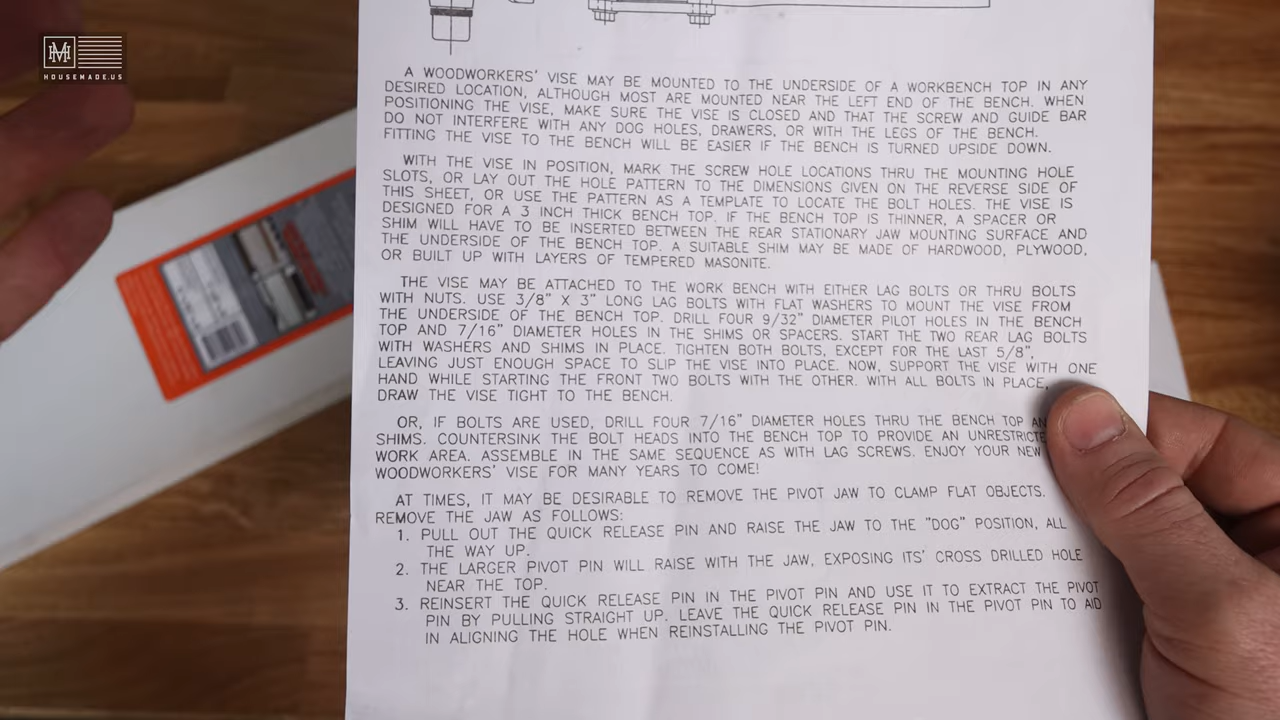 HOUSEMADE.US
A WOODWORKERS' VISE MAY BE MOUNTED TO THE UNDERSIDE OF A WORKBENCH TOP IN ANY
DESIRED LOCATION, ALTHOUGH MOST ARE MOUNTED NEAR THE LEFT END OF THE BENCH. WHEN
POSITIONING THE VISE, MAKE SURE THE VISE IS CLOSED AND THAT THE SCREW AND GUIDE BAR
DO NOT INTERFERE WITH ANY DOG HOLES, DRAWERS, OR WITH THE LEGS OF THE BENCH.
FITTING THE VISE TO THE BENCH WILL BE EASIER IF THE BENCH IS TURNED UPSIDE DOWN.
WITH THE VISE IN POSITION, MARK THE SCREW HOLE LOCATIONS THRU THE MOUNTING HOLE
SLOTS, OR LAY OUT THE HOLE PATTERN TO THE DIMENSIONS GIVEN ON THE REVERSE SIDE OF
THIS SHEET, OR USE THE PATTERN AS A TEMPLATE TO LOCATE THE BOLT HOLES. THE VISE IS
DESIGNED FOR A 3 INCH THICK BENCH TOP. IF THE BENCH TOP IS THINNER, A SPACER OR
SHIM WILL HAVE TO BE INSERTED BETWEEN THE REAR STATIONARY JAW MOUNTING SURFACE AND
THE UNDERSIDE OF THE BENCH TOP. A SUITABLE SHIM MAY BE MADE OF HARDWOOD, PLYWOOD,
OR BUILT UP WITH LAYERS OF TEMPERED MASONITE.
THE VISE MAY BE ATTACHED TO THE WORK BENCH WITH EITHER LAG BOLTS OR THRU BOLTS
WITH NUTS. USE 3/8" X 3" LONG LAG BOLTS WITH FLAT WASHERS TO MOUNT THE VISE FROM
THE UNDERSIDE OF THE BENCH TOP. DRILL FOUR 9/32" DIAMETER PILOT HOLES IN THE BENCH
TOP AND 7/16" DIAMETER HOLES IN THE SHIMS OR SPACERS. START THE TWO REAR LAG BOLTS
WITH WASHERS AND SHIMS IN PLACE. TIGHTEN BOTH BOLTS, EXCEPT FOR THE LAST 5/8",
LEAVING JUST ENOUGH SPACE TO SLIP THE VISE INTO PLACE. NOW, SUPPORT THE VISE WITH ONE
HAND WHILE STARTING THE FRONT TWO BOLTS WITH THE OTHER. WITH ALL BOLTS IN PLACE,
DRAW THE VISE TIGHT TO THE BENCH.
OR, IF BOLTS ARE USED, DRILL FOUR 7/16" DIAMETER HOLES THRU THE BENCH TOP AN
SHIMS. COUNTERSINK THE BOLT HEADS INTO THE BENCH TOP TO PROVIDE AN UNRESTRICTE
WORK AREA. ASSEMBLE IN THE SAME SEQUENCE AS WITH LAG SCREWS. ENJOY YOUR NEW
WOODWORKERS' VISE FOR MANY YEARS TO COME!
AT TIMES, IT MAY BE DESIRABLE TO REMOVE THE PIVOT JAW TO CLAMP FLAT OBJECTS.
REMOVE THE JAW AS FOLLOWS:
1. PULL OUT THE QUICK RELEASE PIN AND RAISE THE JAW TO THE "DOG" POSITION, ALL
THE WAY UP.
2. THE LARGER PIVOT PIN WILL RAISE WITH THE JAW, EXPOSING ITS' CROSS DRILLED HOLE
NEAR THE TOP.
3. REINSERT THE QUICK RELEASE PIN IN THE PIVOT PIN AND USE IT TO EXTRACT THE PIVOT
PIN BY PULLING STRAIGHT UP. LEAVE THE QUICK RELEASE PIN IN THE PIVOT PIN TO AID
IN ALIGNING THE HOLE WHEN REINSTALLING THE PIVOT PIN.